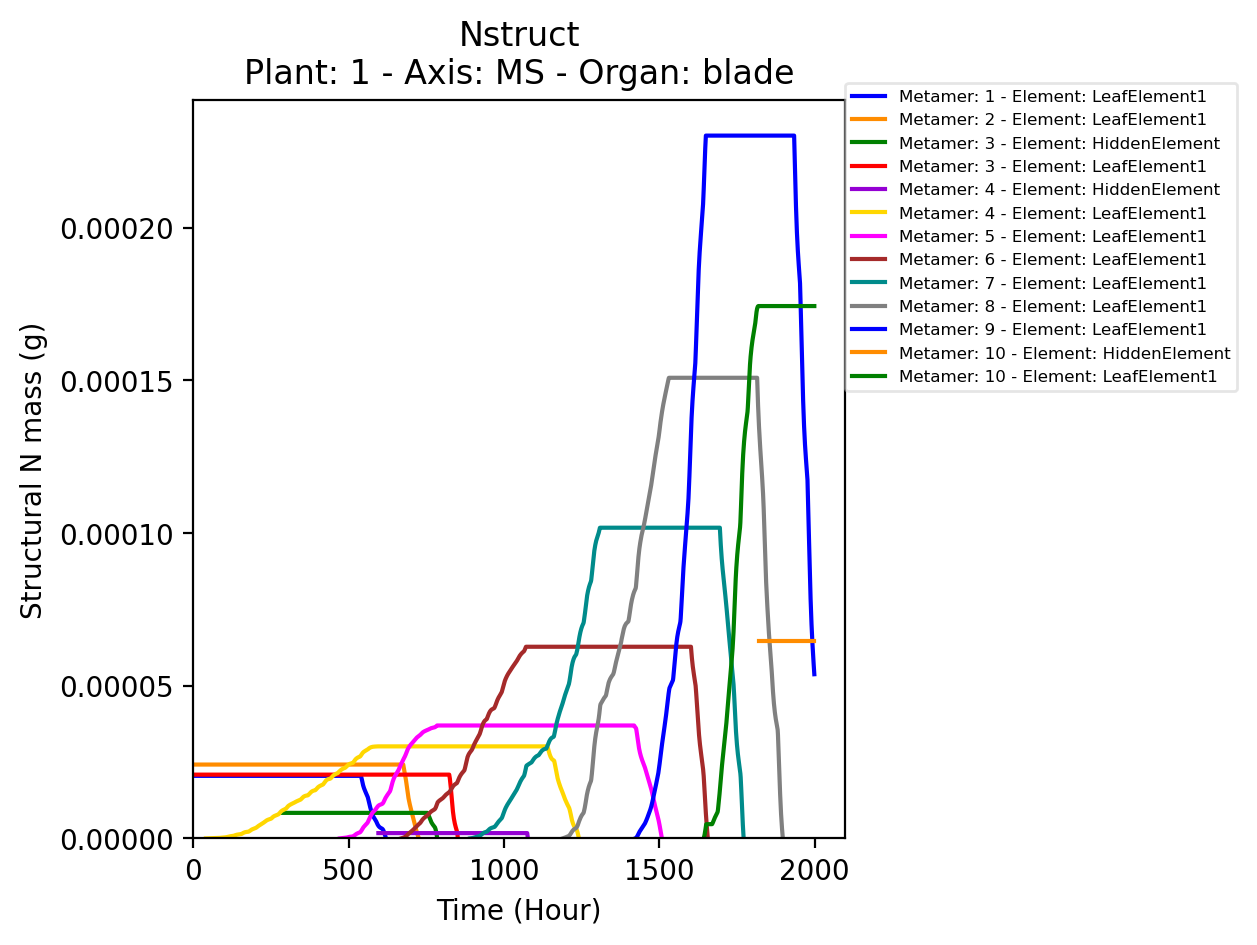 Nstruct
Plant: 1 - Axis: MS - Organ: blade
Metamer: 1 - Element: LeafElement1
Metamer: 2 - Element: LeafElement1
Metamer: 3 - Element: HiddenElement
Metamer: 3 - Element: LeafElement1
Metamer: 4 - Element: HiddenElement
Metamer: 4 - Element: LeafElement1
Metamer: 5 - Element: LeafElement1
Metamer: 6 - Element: LeafElement1
Metamer: 7 - Element: LeafElement1
Metamer: 8 - Element: LeafElement1
Metamer: 9 - Element: LeafElement1
Metamer: 10 - Element: HiddenElement
Metamer: 10 - Element: LeafElement1
Structural N mass (g)
0.00020
0.00015
0.00010
0.00005
0.00000
0 500 1000 1500 2000
Time (Hour)